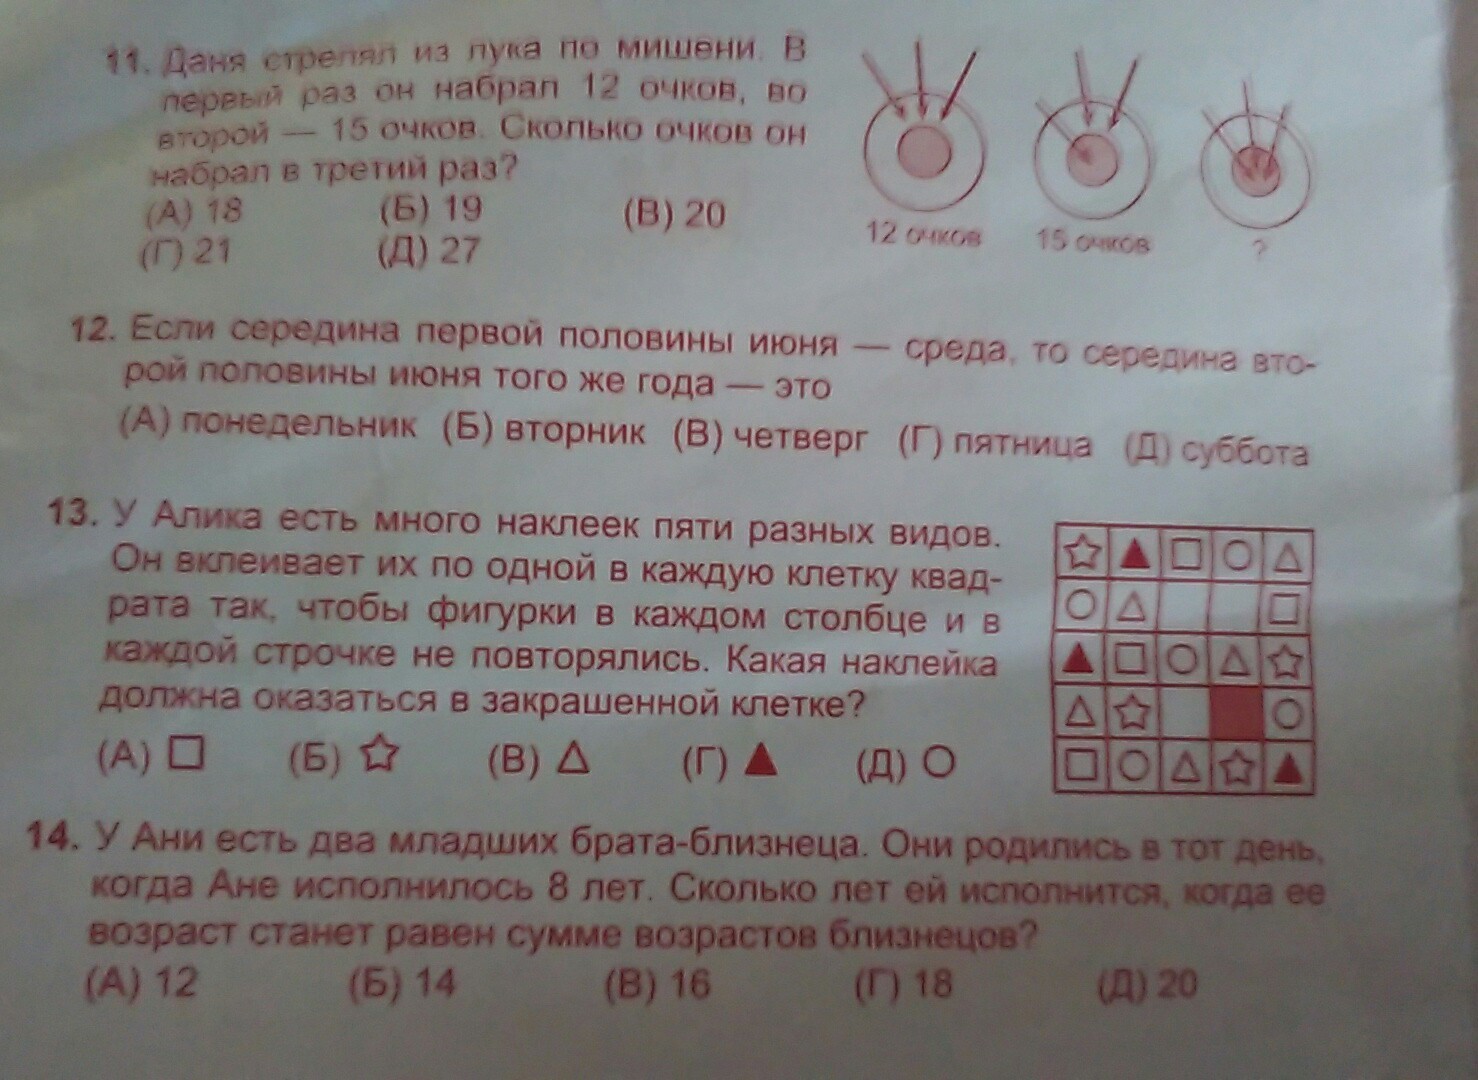 11. Даня стрелял из лука по мишени. В
первый раз он набрал 12 очков, во
второй — 15 очков. Сколько очков он
набрал в третий раз?
(А) 18 (Б) 19 (В) 20
(Г) 21 (Д) 27
12 очков 15 очков ?
12. Если середина первой половины июня — среда, то середина вто-
рой половины июня того же года — это
(А) понедельник (Б) вторник (В) четверг (Г) пятница (Д) суббота
13. У Алика есть много наклеек пяти разных видов.
Он вклеивает их по одной в каждую клетку квад-
рата так, чтобы фигурки в каждом столбце и в
каждой строчке не повторялись. Какая наклейка
должна оказаться в закрашенной клетке?
(А) □ (Б) ☆ (В) △ (Г) ▲ (Д) ○
14. У Ани есть два младших брата-близнеца. Они родились в тот день,
когда Ане исполнилось 8 лет. Сколько лет ей исполнится, когда ее
возраст станет равен сумме возрастов близнецов?
(А) 12 (Б) 14 (В) 16 (Г) 18 (Д) 20